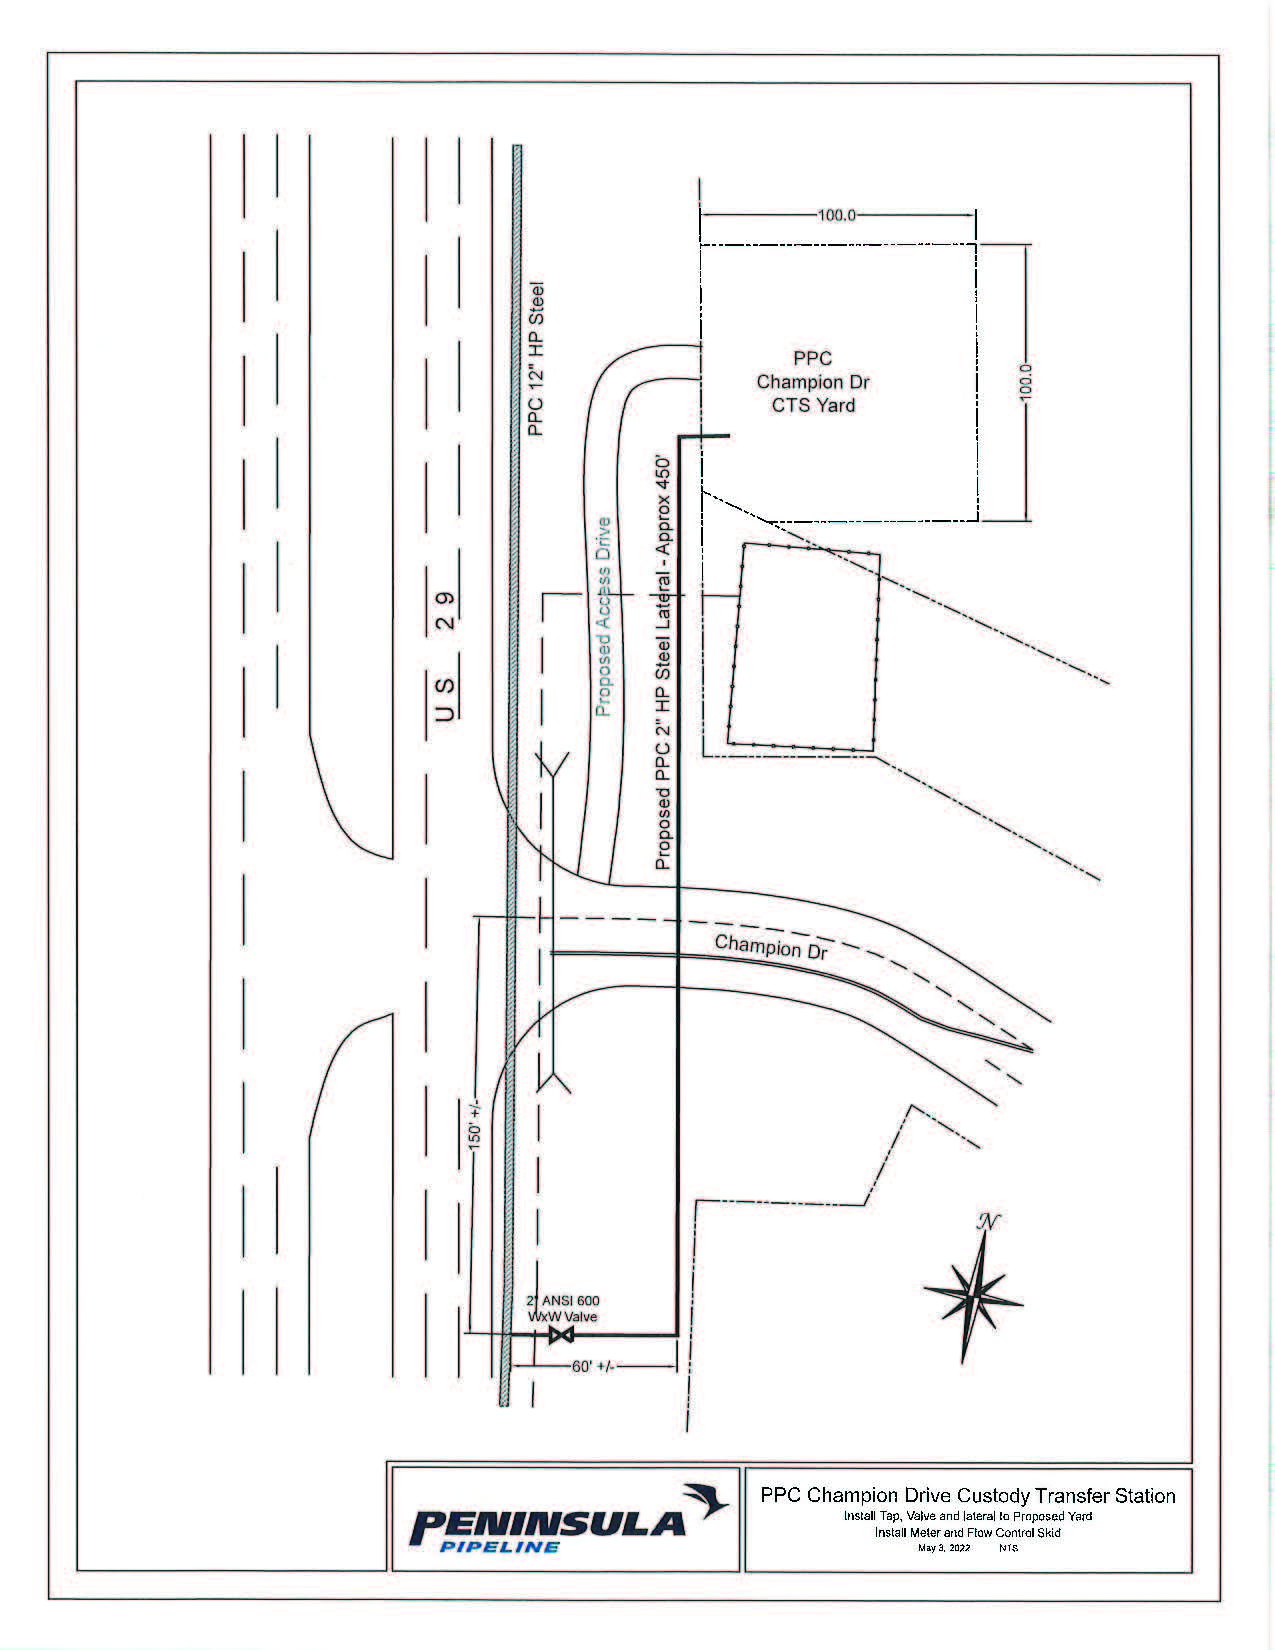 100.0
PPC 12" HP Steel
PPC
Champion Dr
CTS Yard
100.0
Proposed Access Drive
Proposed PPC 2" HP Steel Lateral - Approx 450'
US 29
Champion Dr
150' +/-
N
2" ANSI 600
WxW Valve
60' +/-
PENINSULA
PIPELINE
PPC Champion Drive Custody Transfer Station
Install Tap, Valve and lateral to Proposed Yard
Install Meter and Flow Control Skid
May 3, 2022 NTS